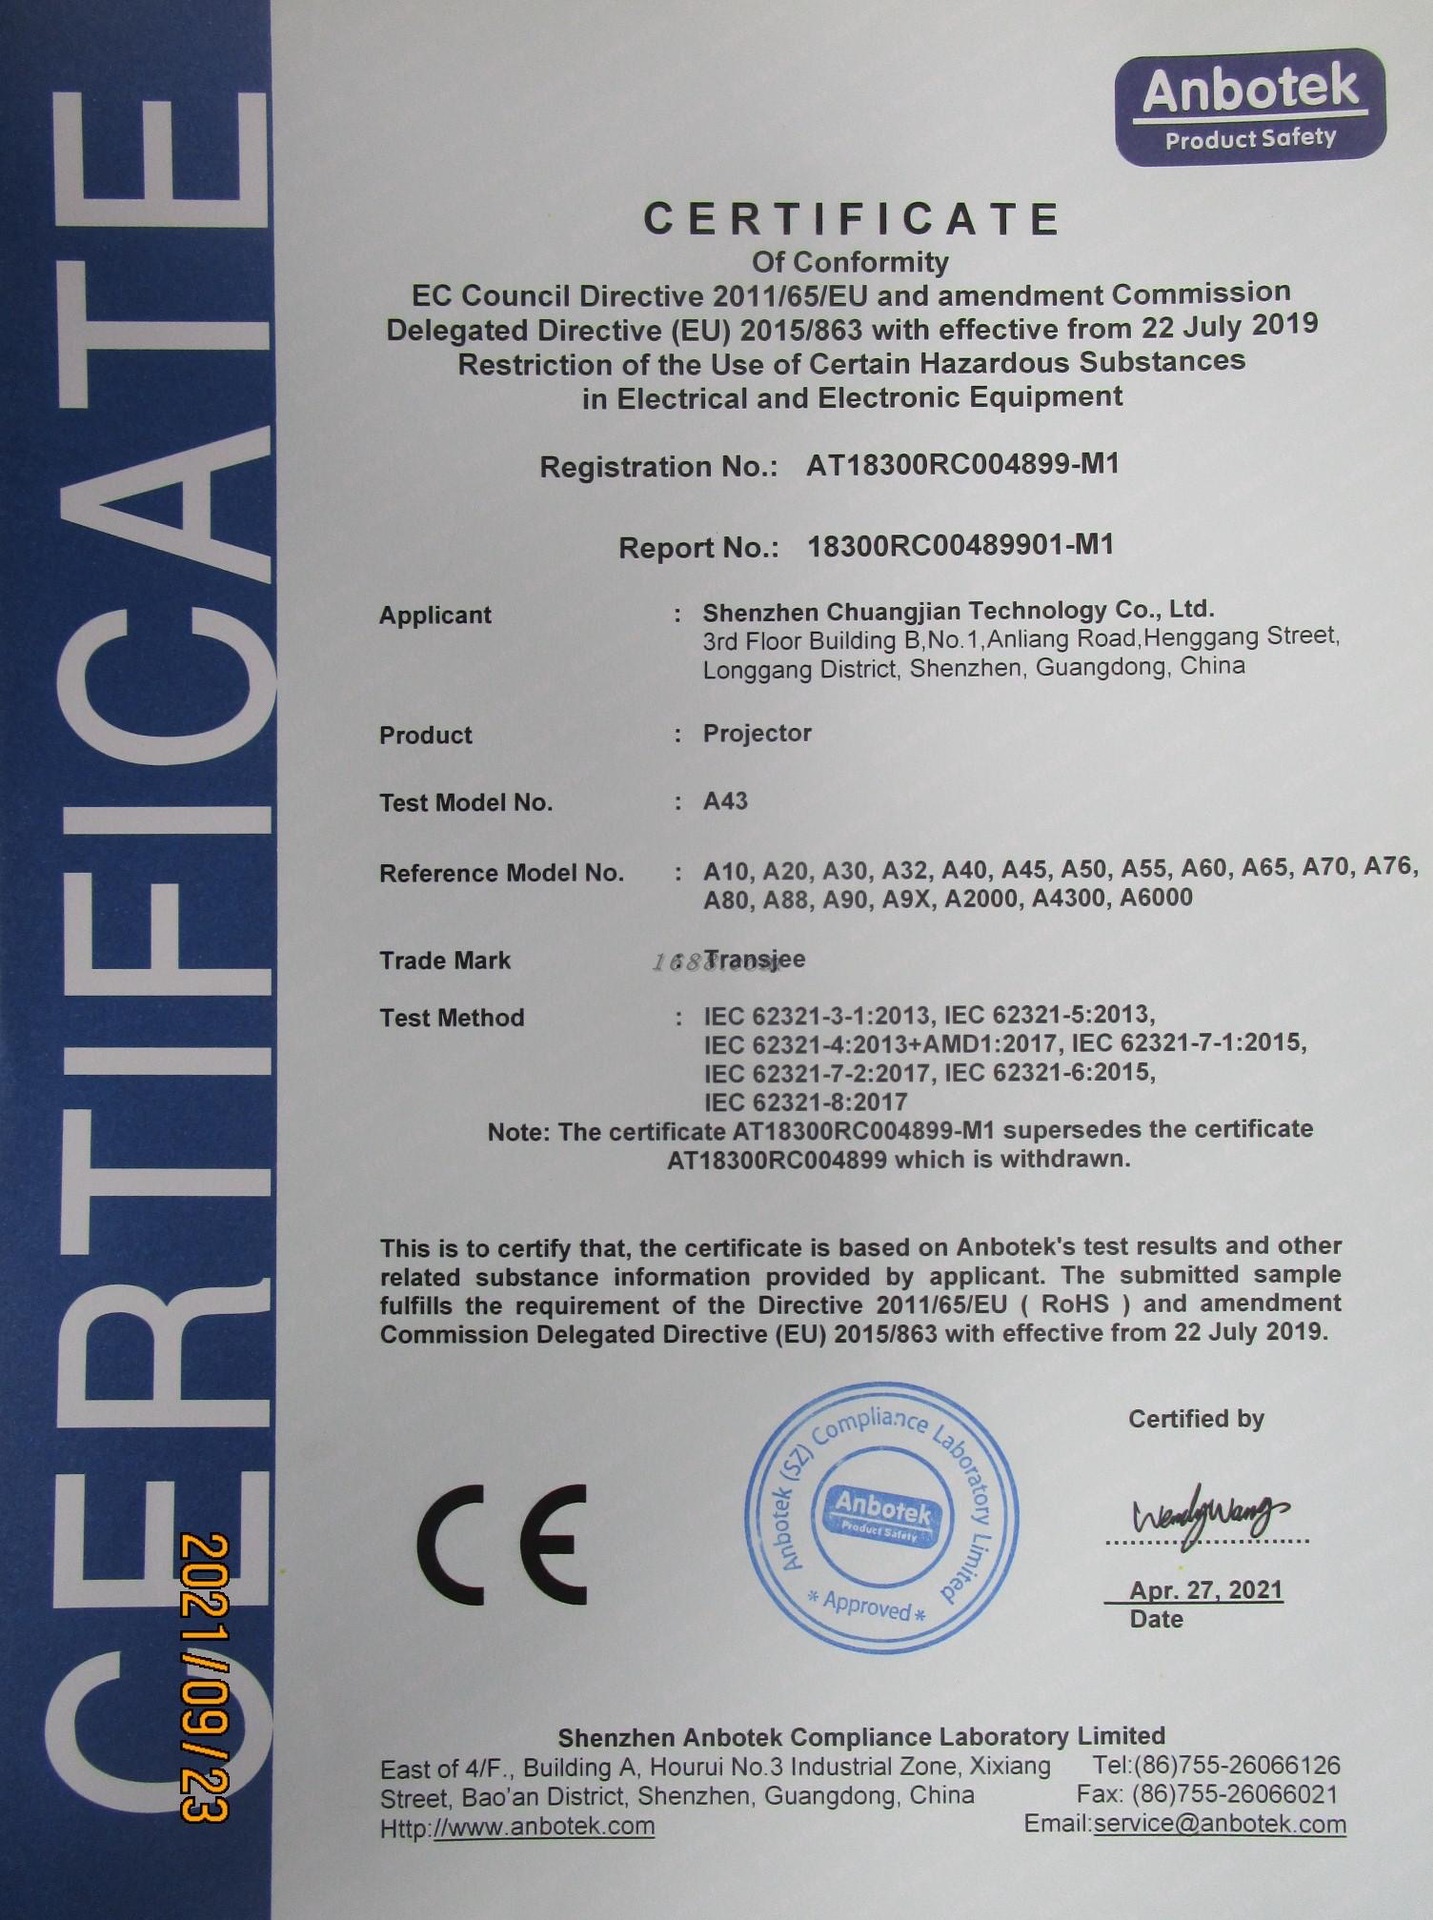 CERTIFICATE
Anbotek
Product Safety
CERTIFICATE
Of Conformity
EC Council Directive 2011/65/EU and amendment Commission
Delegated Directive (EU) 2015/863 with effective from 22 July 2019
Restriction of the Use of Certain Hazardous Substances
in Electrical and Electronic Equipment
Registration No.: AT18300RC004899-M1
Report No.: 18300RC00489901-M1
Applicant : Shenzhen Chuangjian Technology Co., Ltd.
3rd Floor Building B,No.1,Anliang Road,Henggang Street,
Longgang District, Shenzhen, Guangdong, China
Product : Projector
Test Model No. : A43
Reference Model No. : A10, A20, A30, A32, A40, A45, A50, A55, A60, A65, A70, A76,
A80, A88, A90, A9X, A2000, A4300, A6000
Trade Mark : Transjee
1688.com
Test Method : IEC 62321-3-1:2013, IEC 62321-5:2013,
IEC 62321-4:2013+AMD1:2017, IEC 62321-7-1:2015,
IEC 62321-7-2:2017, IEC 62321-6:2015,
IEC 62321-8:2017
Note: The certificate AT18300RC004899-M1 supersedes the certificate
AT18300RC004899 which is withdrawn.
This is to certify that, the certificate is based on Anbotek's test results and other
related substance information provided by applicant. The submitted sample
fulfills the requirement of the Directive 2011/65/EU ( RoHS ) and amendment
Commission Delegated Directive (EU) 2015/863 with effective from 22 July 2019.
CE
Anbotek (SZ) Compliance Laboratory Limited
Anbotek
Product Safety
* Approved *
Certified by
Wendy Wang
Apr. 27, 2021
Date
2021/09/23
Shenzhen Anbotek Compliance Laboratory Limited
East of 4/F., Building A, Hourui No.3 Industrial Zone, Xixiang Tel:(86)755-26066126
Street, Bao'an District, Shenzhen, Guangdong, China Fax: (86)755-26066021
Http://www.anbotek.com Email:service@anbotek.com